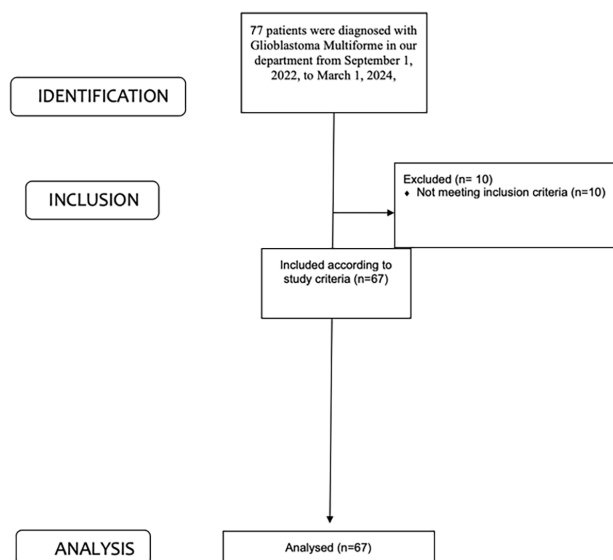 77 patients were diagnosed with
Glioblastoma Multiforme in our
department from September 1,
2022, to March 1, 2024,
IDENTIFICATION
INCLUSION
Excluded (n= 10)
♦ Not meeting inclusion criteria (n=10)
Included according to
study criteria (n=67)
ANALYSIS
Analysed (n=67)